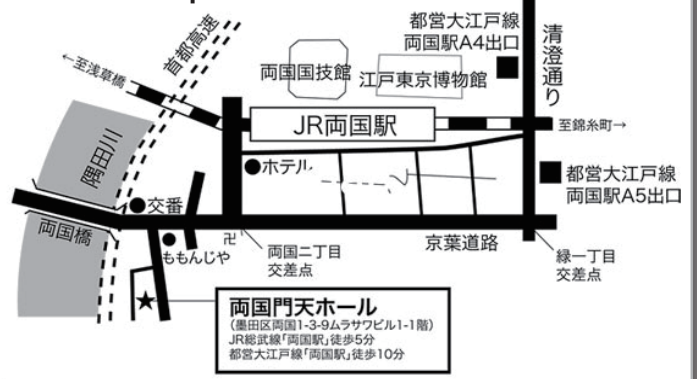 首都高速
←至浅草橋
両国国技館
江戸東京博物館
都営大江戸線
両国駅A4出口
清澄通り
JR両国駅
至錦糸町→
隅田川
ホテル
都営大江戸線
両国駅A5出口
交番
両国橋
ももんじや
卍
両国二丁目
交差点
京葉道路
緑一丁目
交差点
両国門天ホール
（墨田区両国1-3-9ムラサワビル1-1階）
JR総武線「両国駅」徒歩5分
都営大江戸線「両国駅」徒歩10分